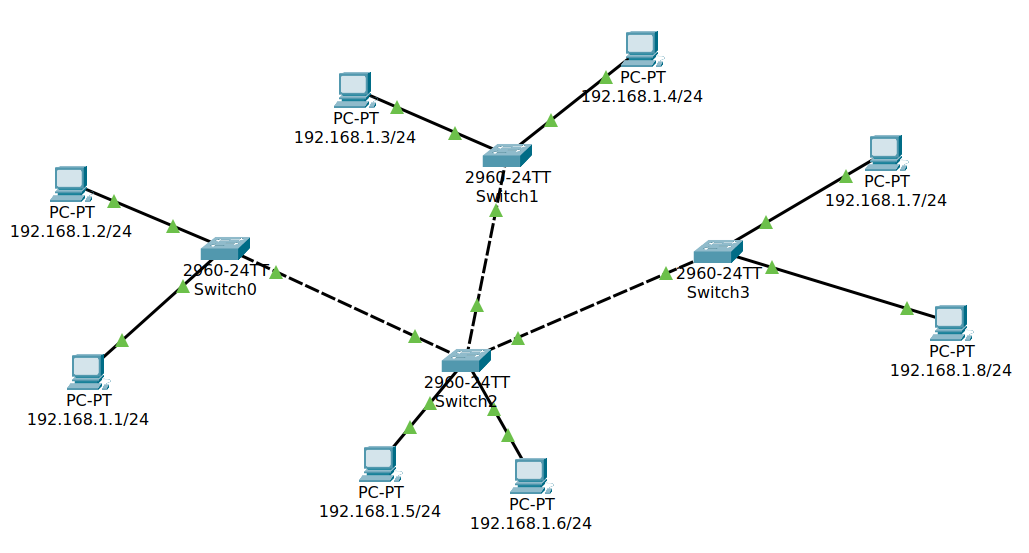 PC-PT
192.168.1.4/24
PC-PT
192.168.1.3/24
2960-24TT
Switch1
PC-PT
192.168.1.7/24
PC-PT
192.168.1.2/24
2960-24TT
Switch0
2960-24TT
Switch3
PC-PT
192.168.1.8/24
2960-24TT
Switch2
PC-PT
192.168.1.1/24
PC-PT
192.168.1.5/24
PC-PT
192.168.1.6/24